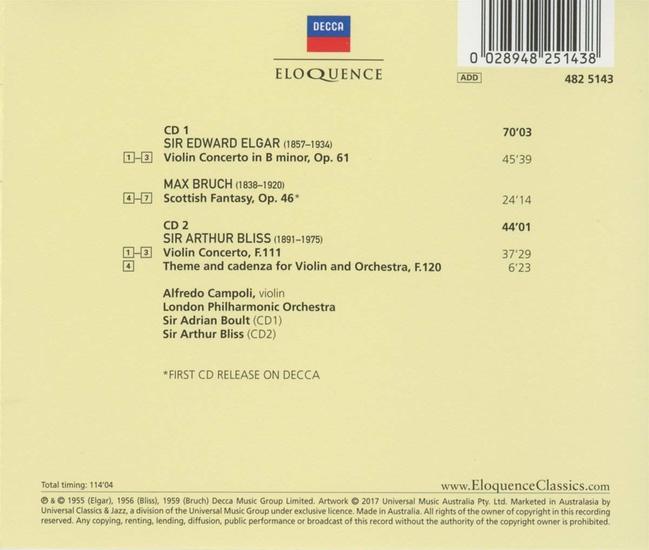 DECCA
ELOQUENCE
0 028948 251438
ADD
482 5143
CD 1 70'03
SIR EDWARD ELGAR (1857–1934)
1–3 Violin Concerto in B minor, Op. 61 45'39
MAX BRUCH (1838–1920)
4–7 Scottish Fantasy, Op. 46* 24'14
CD 2 44'01
SIR ARTHUR BLISS (1891–1975)
1–3 Violin Concerto, F.111 37'29
4 Theme and cadenza for Violin and Orchestra, F.120 6'23
Alfredo Campoli, violin
London Philharmonic Orchestra
Sir Adrian Boult (CD1)
Sir Arthur Bliss (CD2)
*FIRST CD RELEASE ON DECCA
Total timing: 114'04
www.EloquenceClassics.com
℗ & © 1955 (Elgar), 1956 (Bliss), 1959 (Bruch) Decca Music Group Limited. Artwork © 2017 Universal Music Australia Pty. Ltd. Marketed in Australasia by
Universal Classics & Jazz, a division of the Universal Music Group under exclusive licence. Made in Australia. All rights of the owner of copyright in this recording
reserved. Any copying, renting, lending, diffusion, public performance or broadcast of this record without the authority of the copyright owner is prohibited.